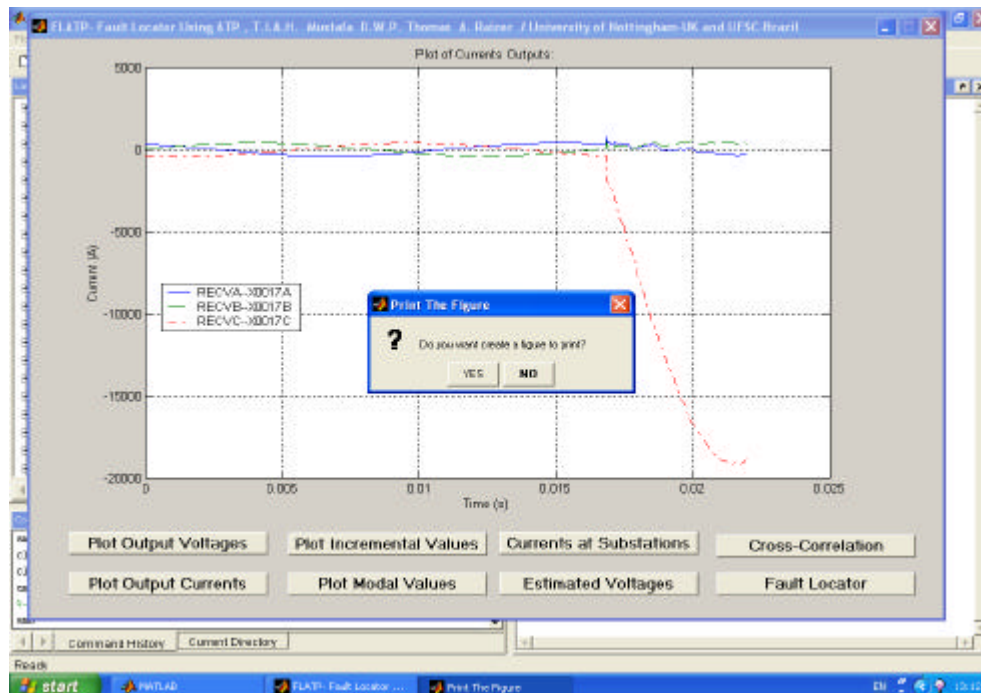 FLATP- Fault Locator Using ATP , T.I.A.H. Mustafa D.W.P. Thomas A. Raizer / University of Nottingham-UK and UFSC-Brazil
Plot of Currents Outputs:
5000
0
-5000
-10000
-15000
-20000
Current (A)
RECVA--X0017A
RECVB--X0017B
RECVC--X0017C
0
0.005
0.01
0.015
0.02
0.025
Time (s)
Print The Figure
?
Do you want create a figure to print?
YES
NO
Plot Output Voltages
Plot Incremental Values
Currents at Substations
Cross-Correlation
Plot Output Currents
Plot Modal Values
Estimated Voltages
Fault Locator
Command History
Current Directory
Ready
start
MATLAB
FLATP- Fault Locator ...
Print The Figure
EN
13:12